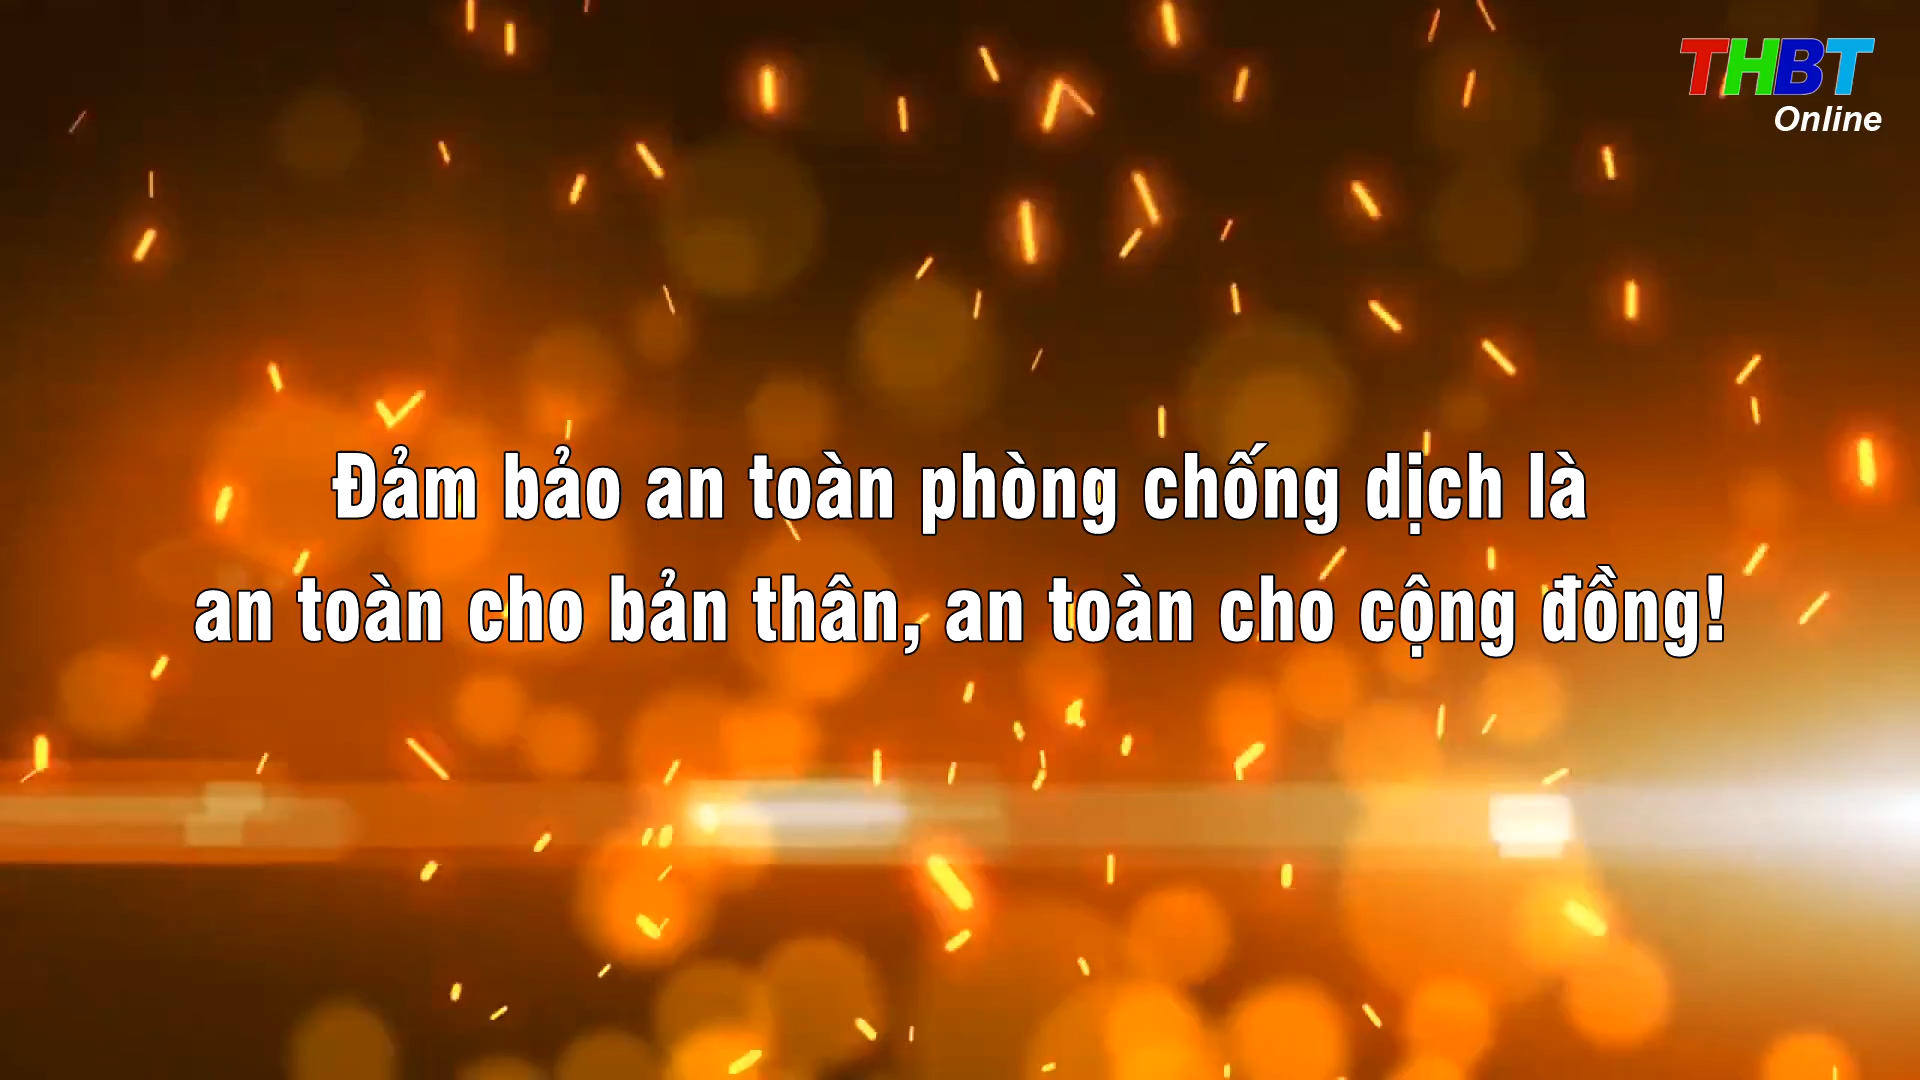 THBT
Online
Đảm bảo an toàn phòng chống dịch là
an toàn cho bản thân, an toàn cho cộng đồng!